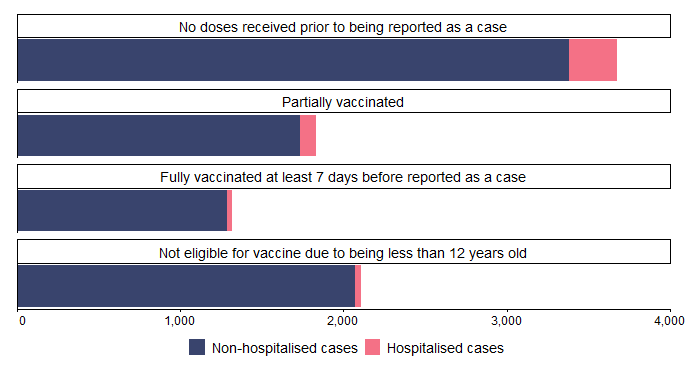 No doses received prior to being reported as a case
Partially vaccinated
Fully vaccinated at least 7 days before reported as a case
Not eligible for vaccine due to being less than 12 years old
0 1,000 2,000 3,000 4,000
Non-hospitalised cases Hospitalised cases